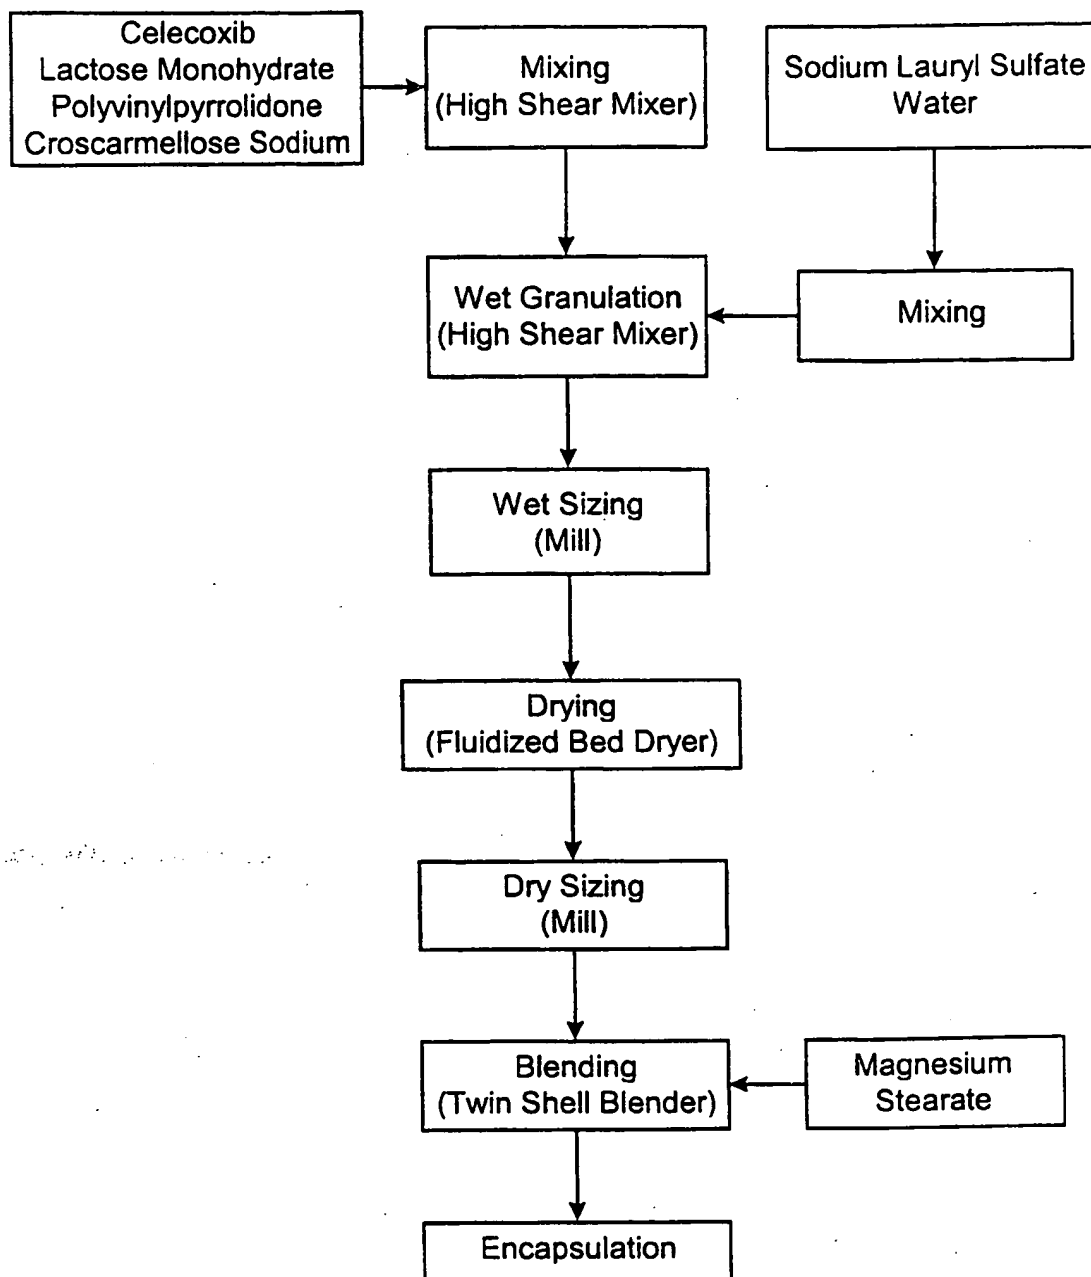 Celecoxib
Lactose Monohydrate
Polyvinylpyrrolidone
Croscarmellose Sodium
Mixing
(High Shear Mixer)
Sodium Lauryl Sulfate
Water
Wet Granulation
(High Shear Mixer)
Mixing
Wet Sizing
(Mill)
Drying
(Fluidized Bed Dryer)
Dry Sizing
(Mill)
Blending
(Twin Shell Blender)
Magnesium
Stearate
Encapsulation